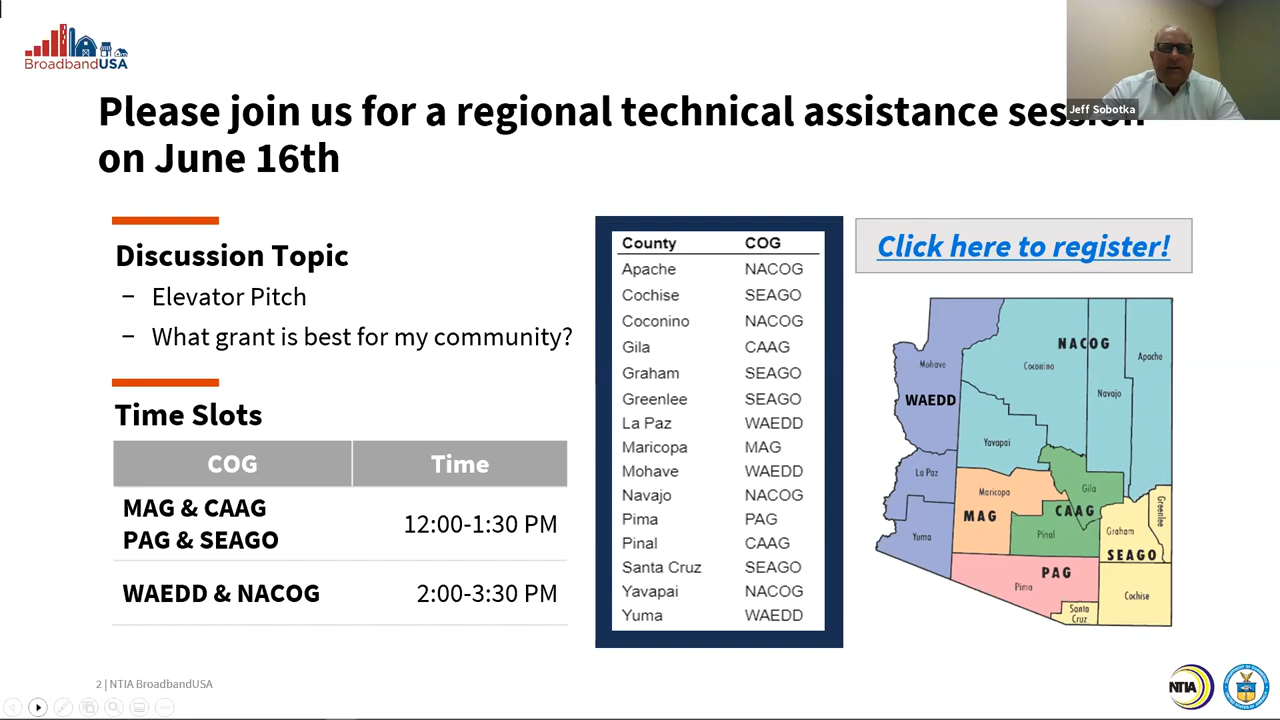 BroadbandUSA
Jeff Sobotka
Please join us for a regional technical assistance session
on June 16th
Discussion Topic
− Elevator Pitch
− What grant is best for my community?
Time Slots
COG Time
MAG & CAAG
PAG & SEAGO
12:00-1:30 PM
WAEDD & NACOG 2:00-3:30 PM
County COG
Apache NACOG
Cochise SEAGO
Coconino NACOG
Gila CAAG
Graham SEAGO
Greenlee SEAGO
La Paz WAEDD
Maricopa MAG
Mohave WAEDD
Navajo NACOG
Pima PAG
Pinal CAAG
Santa Cruz SEAGO
Yavapai NACOG
Yuma WAEDD
Click here to register!
NACOG
Apache
Mohave
Coconino
Navajo
WAEDD
Yavapai
La Paz
Gila
Maricopa
Greenlee
MAG
CAAG
Graham
Yuma
Pinal
SEAGO
PAG
Pima
Cochise
Santa
Cruz
2 | NTIA BroadbandUSA
NTIA